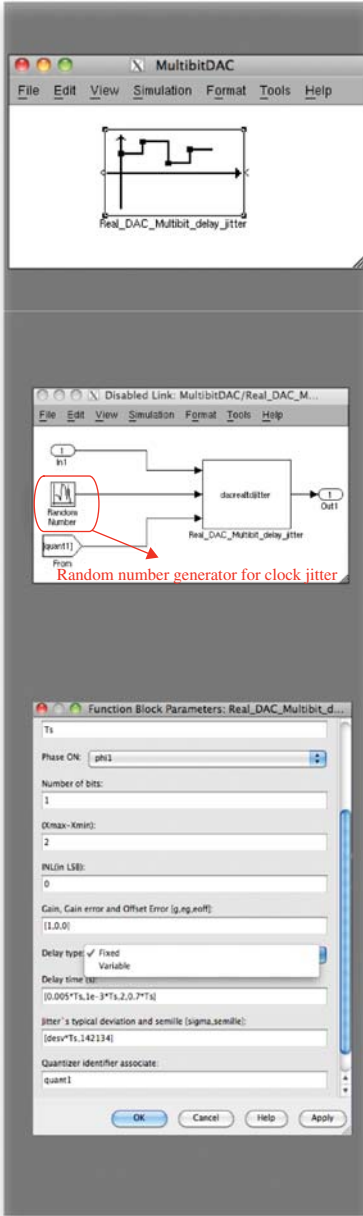 MultibitDAC
File Edit View Simulation Format Tools Help
Real_DAC_Multibit_delay_jitter
Disabled Link: MultibitDAC/Real_DAC_M...
File Edit View Simulation Format Tools Help
1
In1
Random
Number
[quant1]
From
dacrealtdjitter
Real_DAC_Multibit_delay_jitter
1
Out1
Random number generator for clock jitter
Function Block Parameters: Real_DAC_Multibit_d...
Ts
Phase ON: phi1
Number of bits:
1
(Xmax-Xmin):
2
INL(in LSB):
0
Gain, Gain error and Offset Error [g,eg,eoff]:
[1,0,0]
Delay type: ✓ Fixed
Variable
Delay time (s):
[0.005*Ts,1e-3*Ts,2,0.7*Ts]
Jitter`s typical deviation and semille [sigma,semille]:
[desv*Ts,142134]
Quantizer identifier associate:
quant1
OK Cancel Help Apply